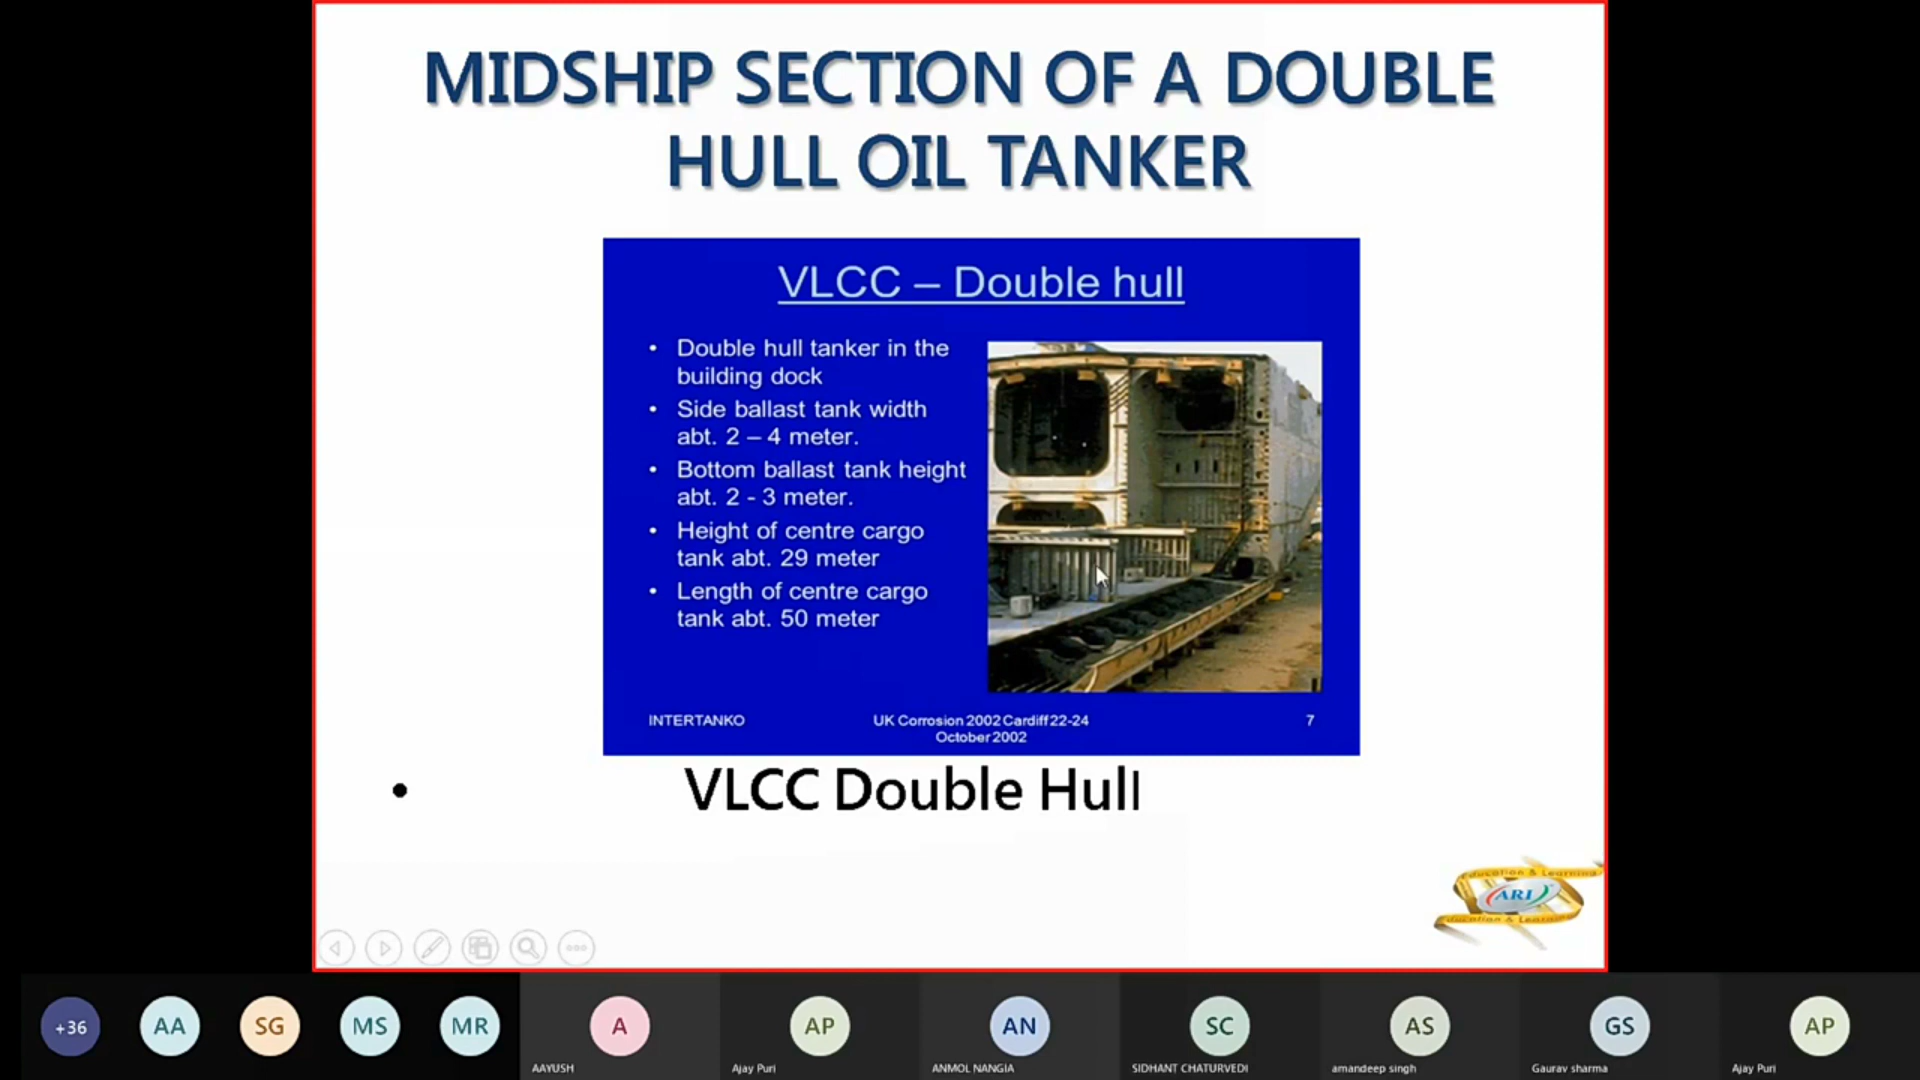 MIDSHIP SECTION OF A DOUBLE
HULL OIL TANKER
VLCC – Double hull
• Double hull tanker in the
building dock
• Side ballast tank width
abt. 2 – 4 meter.
• Bottom ballast tank height
abt. 2 - 3 meter.
• Height of centre cargo
tank abt. 29 meter
• Length of centre cargo
tank abt. 50 meter
INTERTANKO
UK Corrosion 2002 Cardiff 22-24
October 2002
7
• VLCC Double Hull
Education & Learning
ARI
Education & Learning
+36
AA
SG
MS
MR
A
AP
AN
SC
AS
GS
AP
AAYUSH
Ajay Puri
ANMOL NANGIA
SIDHANT CHATURVEDI
amandeep singh
Gaurav sharma
Ajay Puri